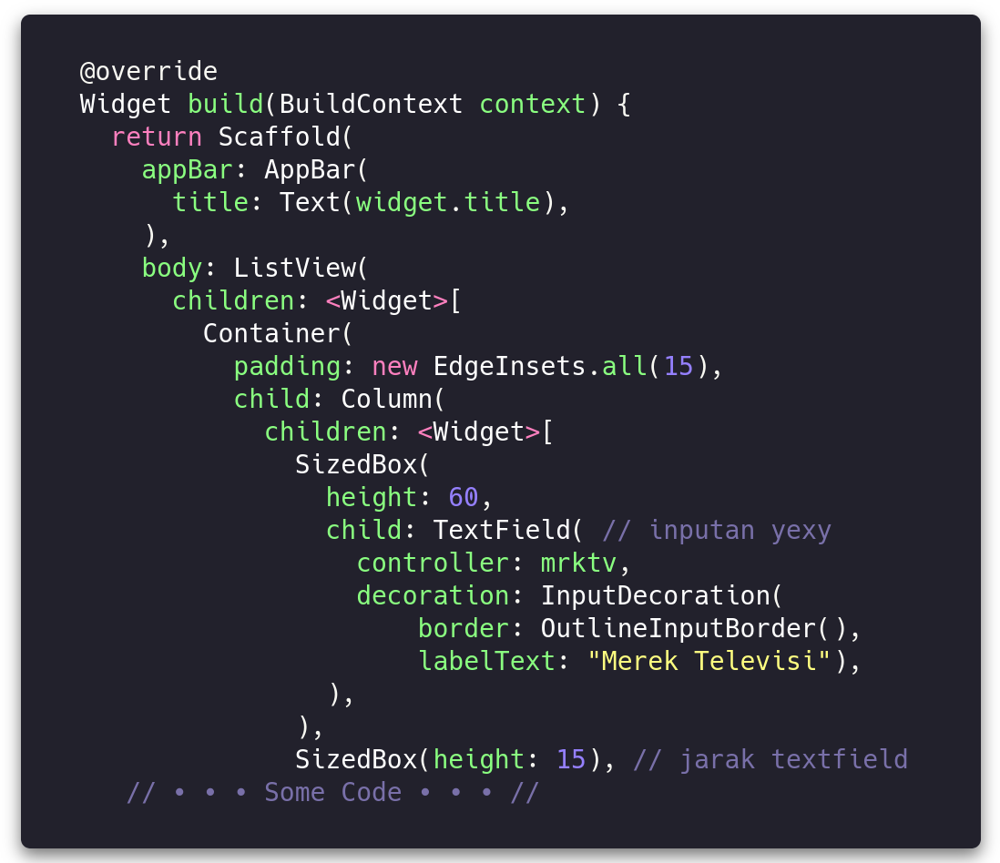 @override
Widget build(BuildContext context) {
  return Scaffold(
    appBar: AppBar(
      title: Text(widget.title),
    ),
    body: ListView(
      children: <Widget>[
        Container(
          padding: new EdgeInsets.all(15),
          child: Column(
            children: <Widget>[
              SizedBox(
                height: 60,
                child: TextField( // inputan yexy
                  controller: mrktv,
                  decoration: InputDecoration(
                      border: OutlineInputBorder(),
                      labelText: "Merek Televisi"),
                ),
              ),
              SizedBox(height: 15), // jarak textfield
   // • • • Some Code • • • //